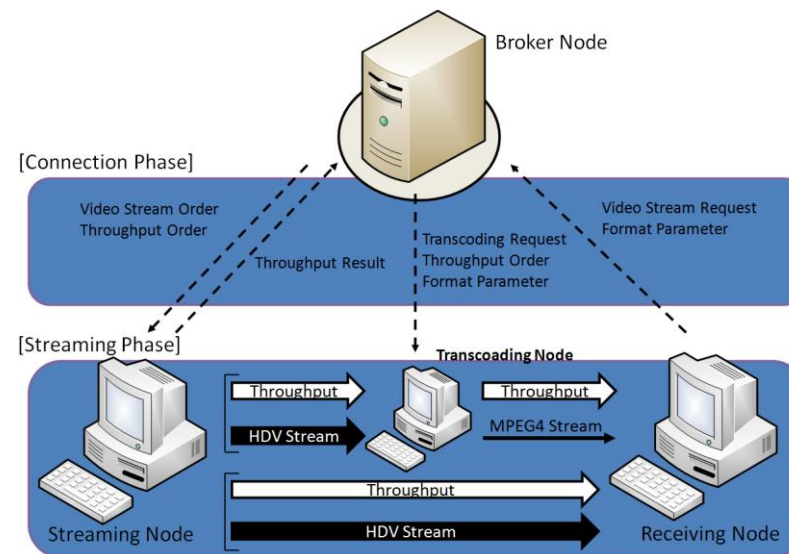 Broker Node
[Connection Phase]
Video Stream Order
Throughput Order
Throughput Result
Transcoding Request
Throughput Order
Format Parameter
Video Stream Request
Format Parameter
[Streaming Phase]
Transcoading Node
Throughput
Throughput
HDV Stream
MPEG4 Stream
Throughput
HDV Stream
Streaming Node
Receiving Node